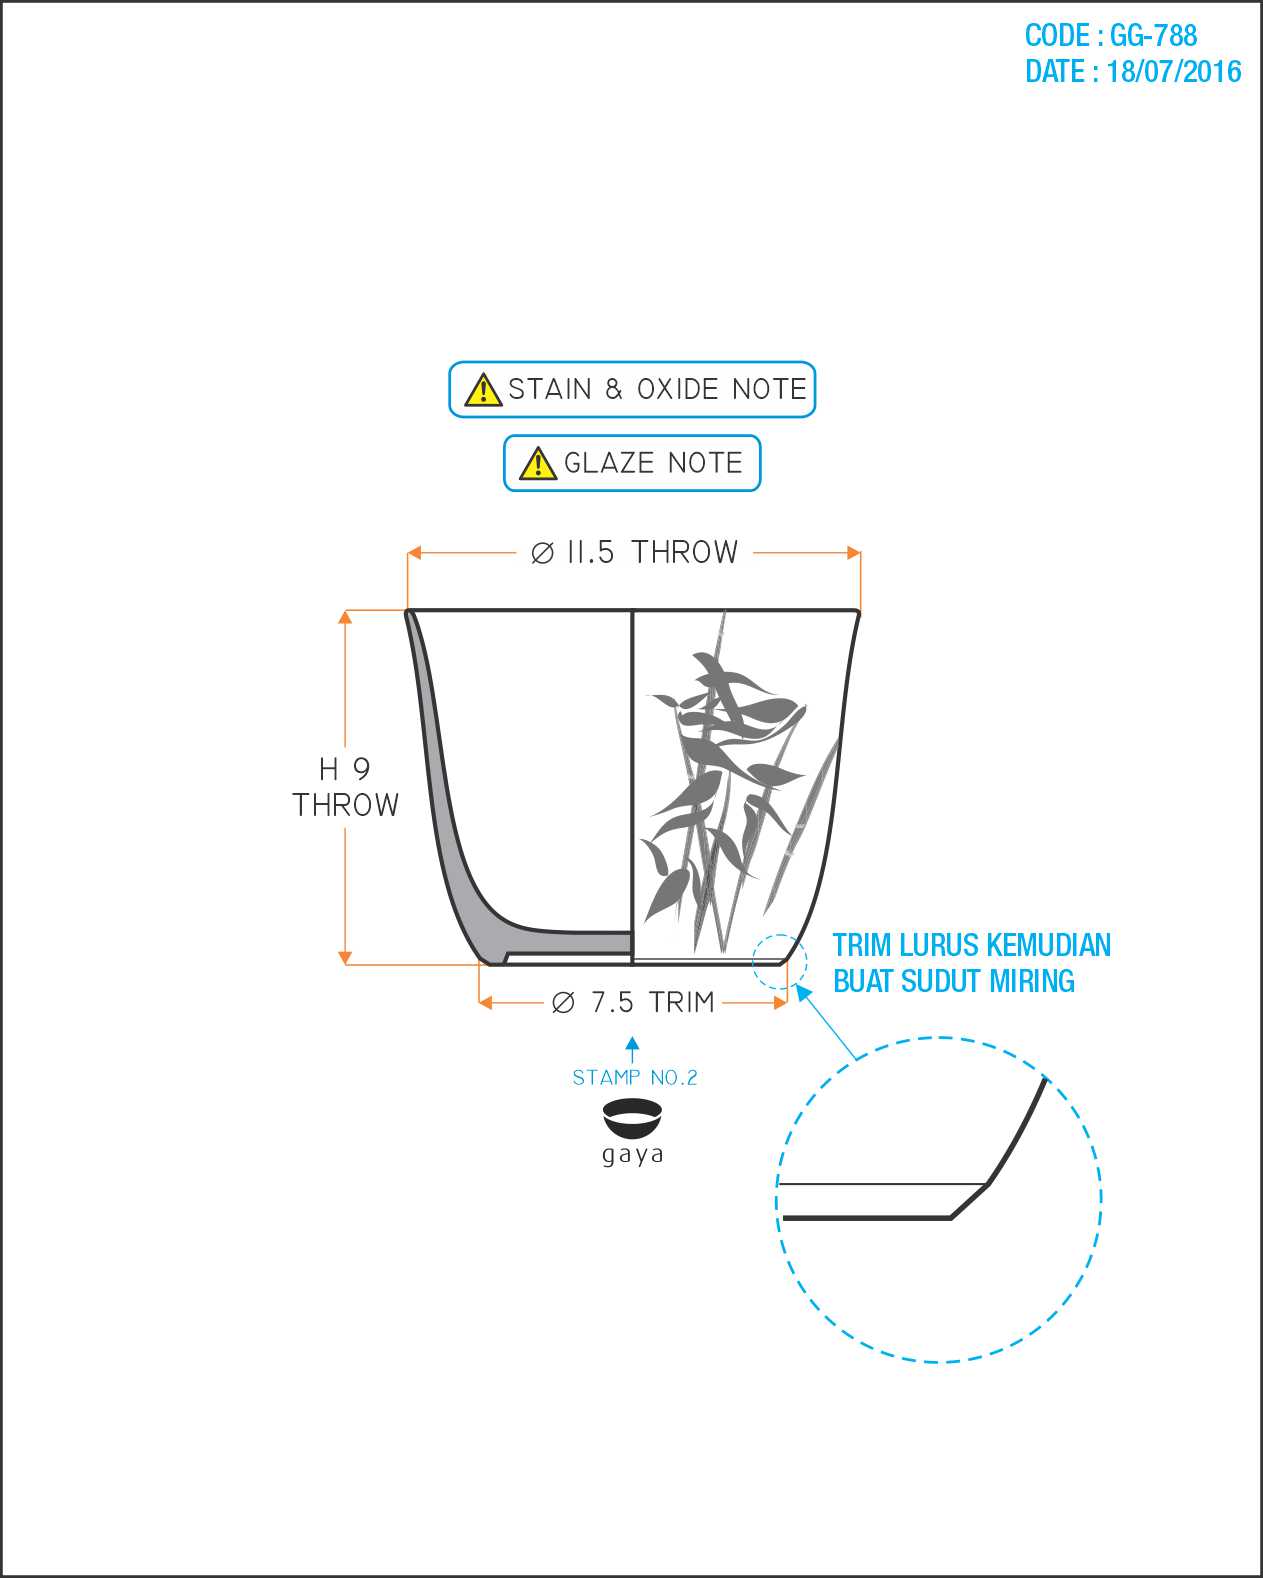 CODE : GG-788
DATE : 18/07/2016
STAIN & OXIDE NOTE
GLAZE NOTE
Ø 11.5 THROW
H 9
THROW
TRIM LURUS KEMUDIAN
BUAT SUDUT MIRING
Ø 7.5 TRIM
STAMP NO.2
gaya